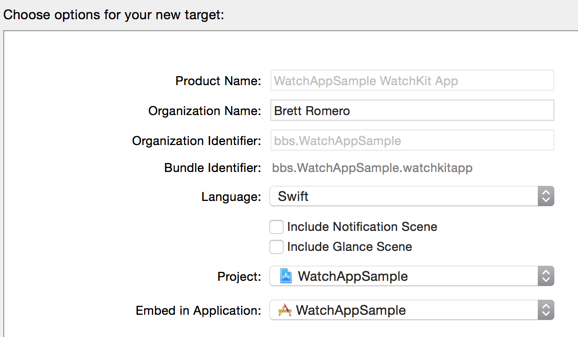 Choose options for your new target:
Product Name: WatchAppSample WatchKit App
Organization Name: Brett Romero
Organization Identifier: bbs.WatchAppSample
Bundle Identifier: bbs.WatchAppSample.watchkitapp
Language: Swift
Include Notification Scene
Include Glance Scene
Project: WatchAppSample
Embed in Application: WatchAppSample